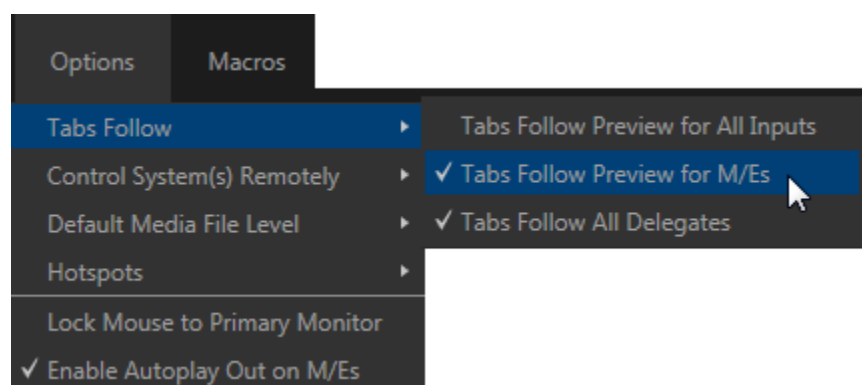 Options Macros
Tabs Follow
Control System(s) Remotely
Default Media File Level
Hotspots
Lock Mouse to Primary Monitor
✓ Enable Autoplay Out on M/Es
Tabs Follow Preview for All Inputs
✓ Tabs Follow Preview for M/Es
✓ Tabs Follow All Delegates